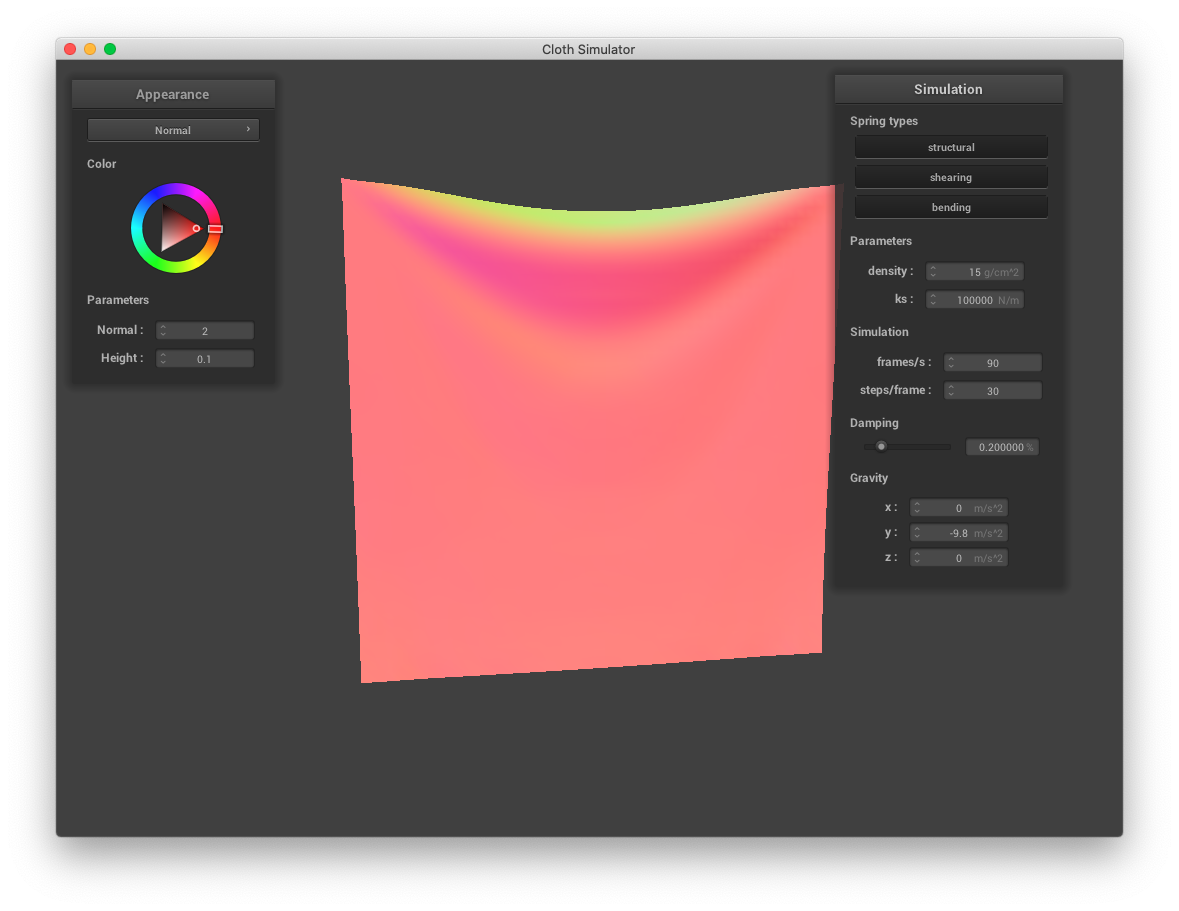 Cloth Simulator
Appearance
Normal
Color
Parameters
Normal : 2
Height : 0.1
Simulation
Spring types
structural
shearing
bending
Parameters
density : 15 g/cm^2
ks : 100000 N/m
Simulation
frames/s : 90
steps/frame : 30
Damping
0.200000 %
Gravity
x : 0 m/s^2
y : -9.8 m/s^2
z : 0 m/s^2